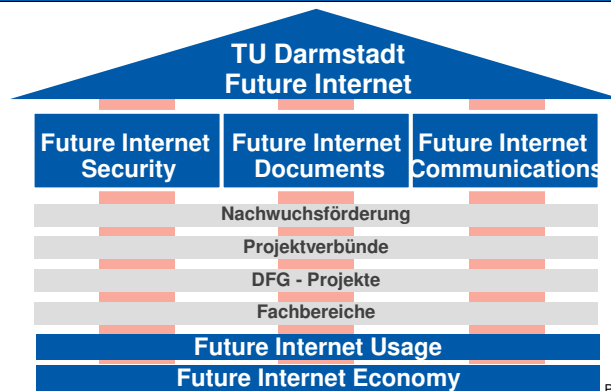 TU Darmstadt
Future Internet
Future Internet
Security
Future Internet
Documents
Future Internet
Communications
Nachwuchsförderung
Projektverbünde
DFG - Projekte
Fachbereiche
Future Internet Usage
Future Internet Economy